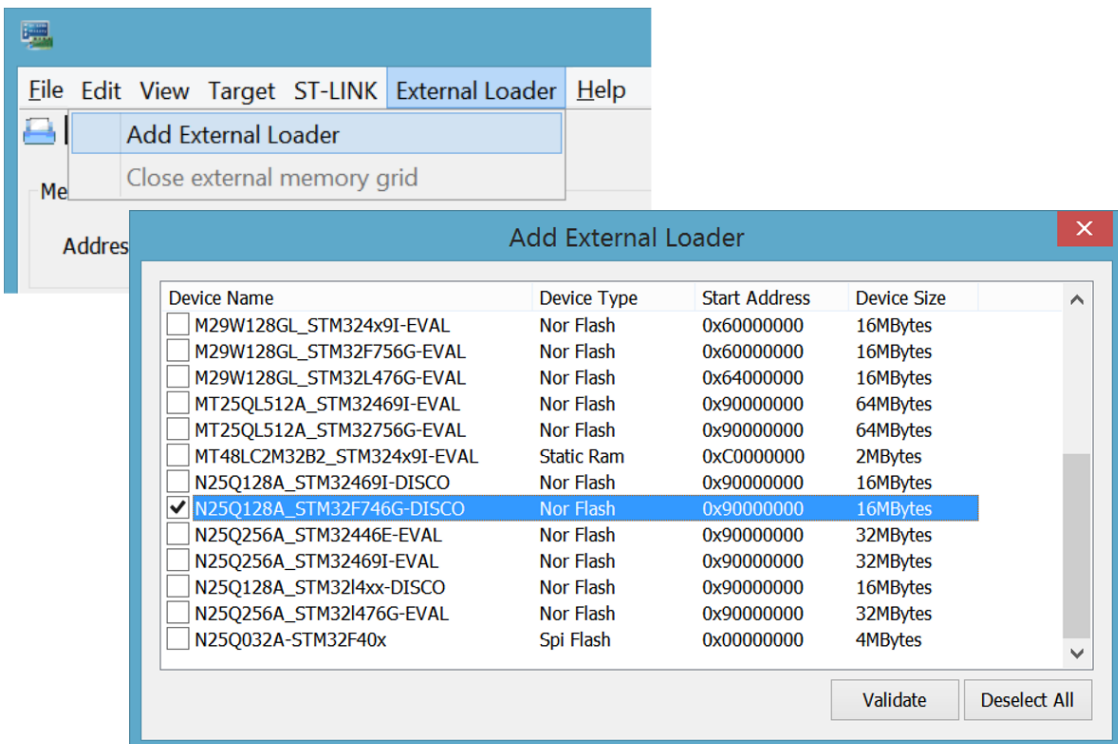 File Edit View Target ST-LINK External Loader Help
Add External Loader
Close external memory grid
Me
Addres
Add External Loader
Device Name Device Type Start Address Device Size
M29W128GL_STM324x9I-EVAL Nor Flash 0x60000000 16MBytes
M29W128GL_STM32F756G-EVAL Nor Flash 0x60000000 16MBytes
M29W128GL_STM32L476G-EVAL Nor Flash 0x64000000 16MBytes
MT25QL512A_STM32469I-EVAL Nor Flash 0x90000000 64MBytes
MT25QL512A_STM32756G-EVAL Nor Flash 0x90000000 64MBytes
MT48LC2M32B2_STM324x9I-EVAL Static Ram 0xC0000000 2MBytes
N25Q128A_STM32469I-DISCO Nor Flash 0x90000000 16MBytes
N25Q128A_STM32F746G-DISCO Nor Flash 0x90000000 16MBytes
N25Q256A_STM32446E-EVAL Nor Flash 0x90000000 32MBytes
N25Q256A_STM32469I-EVAL Nor Flash 0x90000000 32MBytes
N25Q128A_STM32l4xx-DISCO Nor Flash 0x90000000 16MBytes
N25Q256A_STM32l476G-EVAL Nor Flash 0x90000000 32MBytes
N25Q032A-STM32F40x Spi Flash 0x00000000 4MBytes
Validate Deselect All